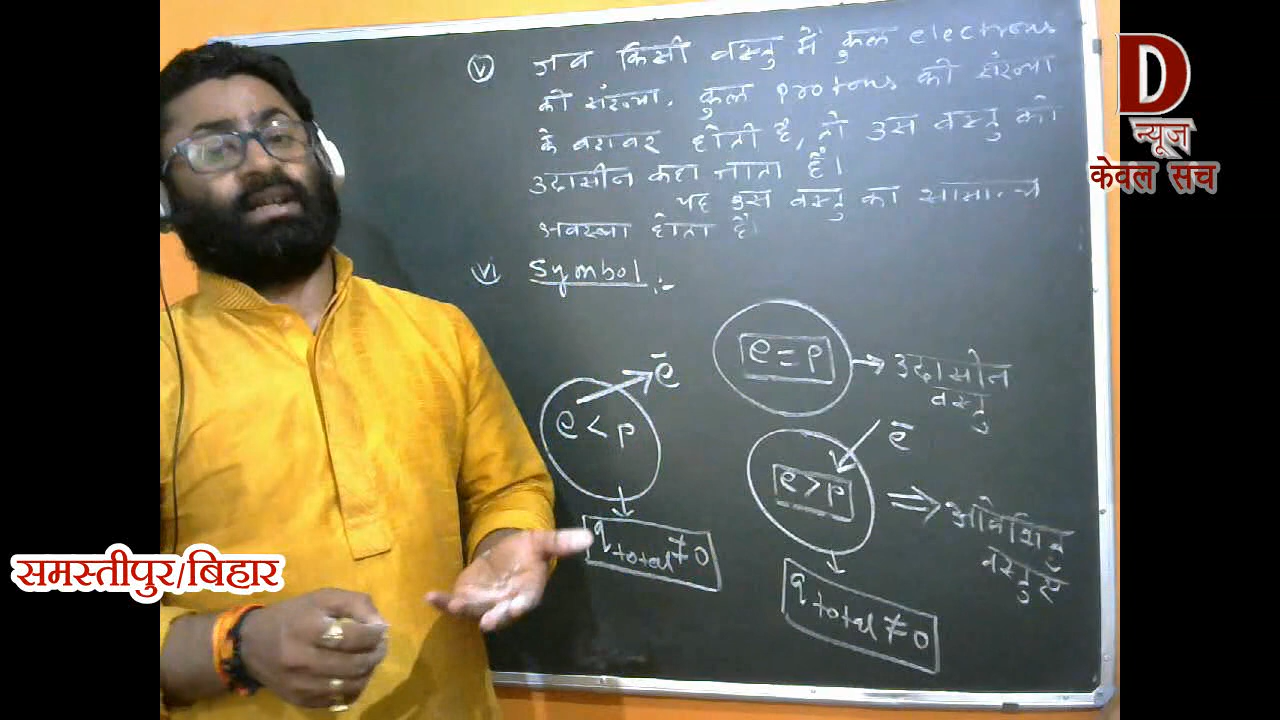 (v) जब किसी वस्तु में कुल electrons
की संख्या, कुल protons की संख्या
के बराबर होती है, तो उस वस्तु को
उदासीन कहा जाता है।
यह उस वस्तु का सामान्य
अवस्था होता है।
(vi) Symbol :-
e = p → उदासीन
वस्तु
e < p
ē
q total ≠ 0
e > p
ē
⇒ आवेशित
वस्तुएँ
q total ≠ 0
D
न्यूज
केवल सच
समस्तीपुर/बिहार